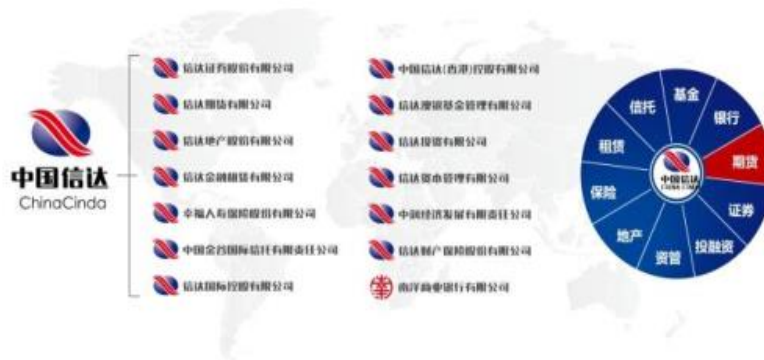 中国信达
ChinaCinda
信达证券股份有限公司
信达期货有限公司
信达地产股份有限公司
信达金融租赁有限公司
幸福人寿保险股份有限公司
中国金谷国际信托有限责任公司
信达国际控股有限公司
中国信达(香港)控股有限公司
信达澳银基金管理有限公司
信达投资有限公司
信达资本管理有限公司
中润经济发展有限责任公司
信达财产保险股份有限公司
南洋商业银行有限公司
基金
银行
期货
证券
投融资
资管
地产
保险
租赁
信托
中国信达
CHINA CINDA